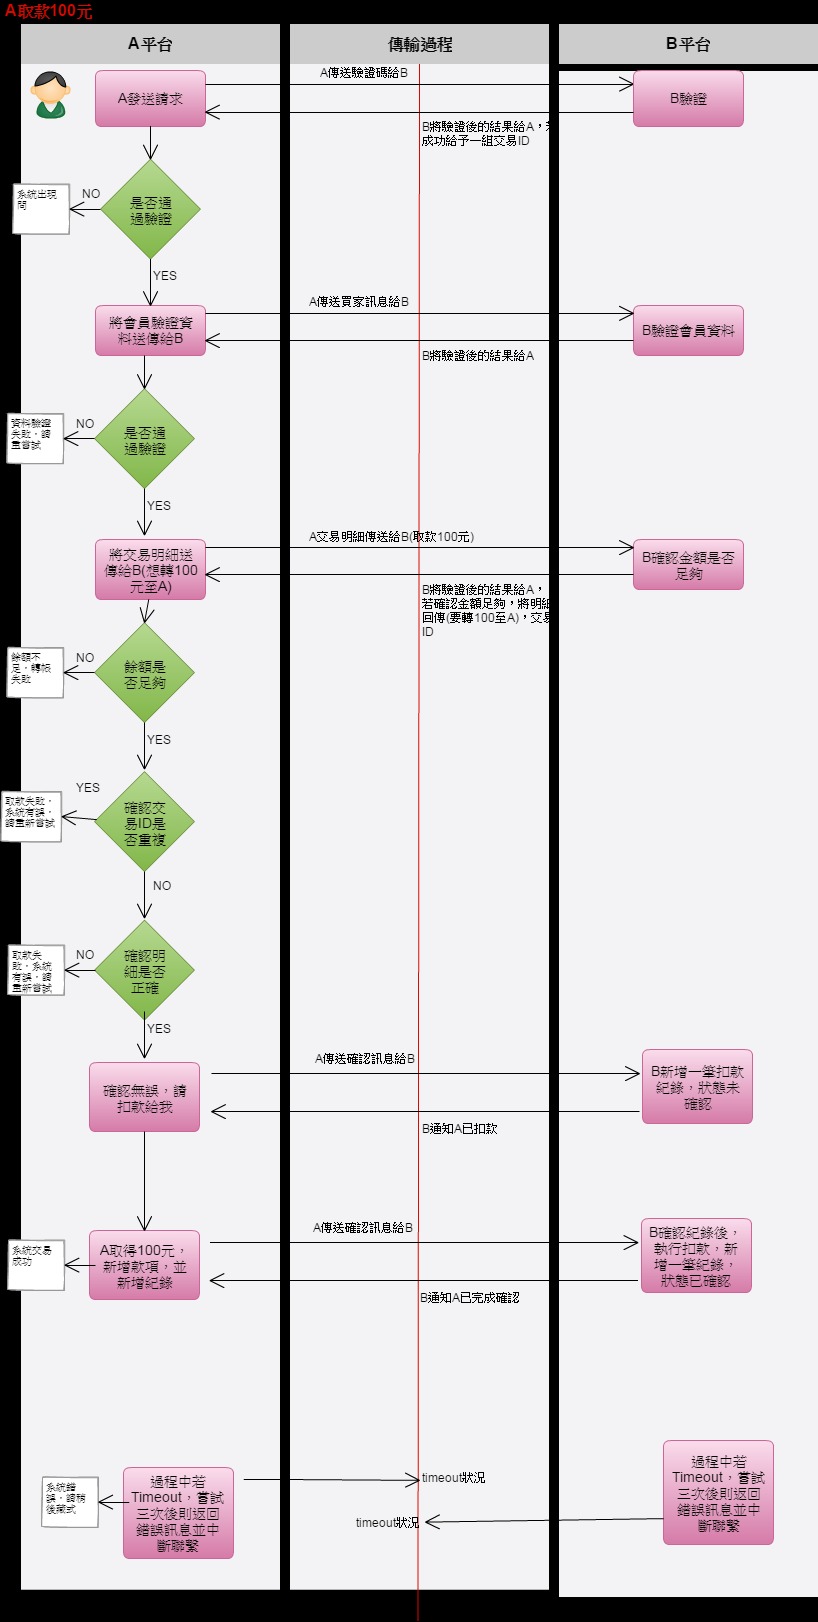 A取款100元
A平台
傳輸過程
B平台
A傳送驗證碼給B
A發送請求
B驗證
B將驗證後的結果給A，
成功給予一組交易ID
系統出現
問
NO
是否通
過驗證
YES
A傳送買家訊息給B
將會員驗證資
料送傳給B
B驗證會員資料
B將驗證後的結果給A
資料驗證
失敗，請
重嘗試
NO
是否通
過驗證
YES
A交易明細傳送給B(取款100元)
將交易明細送
傳給B(想轉100
元至A)
B確認金額是否
足夠
B將驗證後的結果給A，
若確認金額足夠，將明細
回傳(要轉100至A)，交易
ID
餘額不
足，轉帳
失敗
NO
餘額是
否足夠
YES
YES
取款失敗，
系統有誤，
請重新嘗試
確認交
易ID是
否重複
NO
取款失
敗，系統
有誤，請
重新嘗試
NO
確認明
細是否
正確
YES
A傳送確認訊息給B
確認無誤，請
扣款給我
B新增一筆扣款
紀錄，狀態未
確認
B通知A已扣款
A傳送確認訊息給B
系統交易
成功
A取得100元，
新增款項，並
新增紀錄
B確認紀錄後，
執行扣款，新
增一筆紀錄，
狀態已確認
B通知A已完成確認
系統錯
誤，請稍
後藏式
過程中若
Timeout，嘗試
三次後則返回
錯誤訊息並中
斷聯繫
timeout狀況
timeout狀況
過程中若
Timeout，嘗試
三次後則返回
錯誤訊息並中
斷聯繫